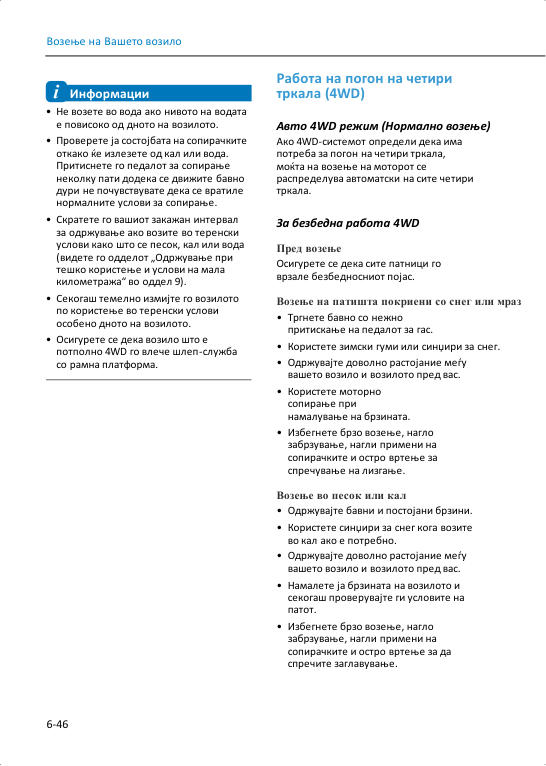 Возење на Вашето возило
i Информации
• Не возете во вода ако нивото на водата
е повисоко од дното на возилото.
• Проверете ја состојбата на сопирачките
откако ќе излезете од кал или вода.
Притиснете го педалот за сопирање
неколку пати додека се движите бавно
дури не почувствувате дека се вратиле
нормалните услови за сопирање.
• Скратете го вашиот закажан интервал
за одржување ако возите во теренски
услови како што се песок, кал или вода
(видете го одделот „Одржување при
тешко користење и услови на мала
километража“ во оддел 9).
• Секогаш темелно измијте го возилото
по користење во теренски услови
особено дното на возилото.
• Осигурете се дека возило што е
потполно 4WD го влече шлеп-служба
со рамна платформа.
Работа на погон на четири
тркала (4WD)
Авто 4WD режим (Нормално возење)
Ако 4WD-системот определи дека има
потреба за погон на четири тркала,
моќта на возење на моторот се
распределува автоматски на сите четири
тркала.
За безбедна работа 4WD
Пред возење
Осигурете се дека сите патници го
врзале безбедносниот појас.
Возење на патишта покриени со снег или мраз
• Тргнете бавно со нежно
притискање на педалот за гас.
• Користете зимски гуми или синџири за снег.
• Одржувајте доволно растојание меѓу
вашето возило и возилото пред вас.
• Користете моторно
сопирање при
намалување на брзината.
• Избегнете брзо возење, нагло
забрзување, нагли примени на
сопирачките и остро вртење за
спречување на лизгање.
Возење во песок или кал
• Одржувајте бавни и постојани брзини.
• Користете синџири за снег кога возите
во кал ако е потребно.
• Одржувајте доволно растојание меѓу
вашето возило и возилото пред вас.
• Намалете ја брзината на возилото и
секогаш проверувајте ги условите на
патот.
• Избегнете брзо возење, нагло
забрзување, нагли примени на
сопирачките и остро вртење за да
спречите заглавување.
6-46